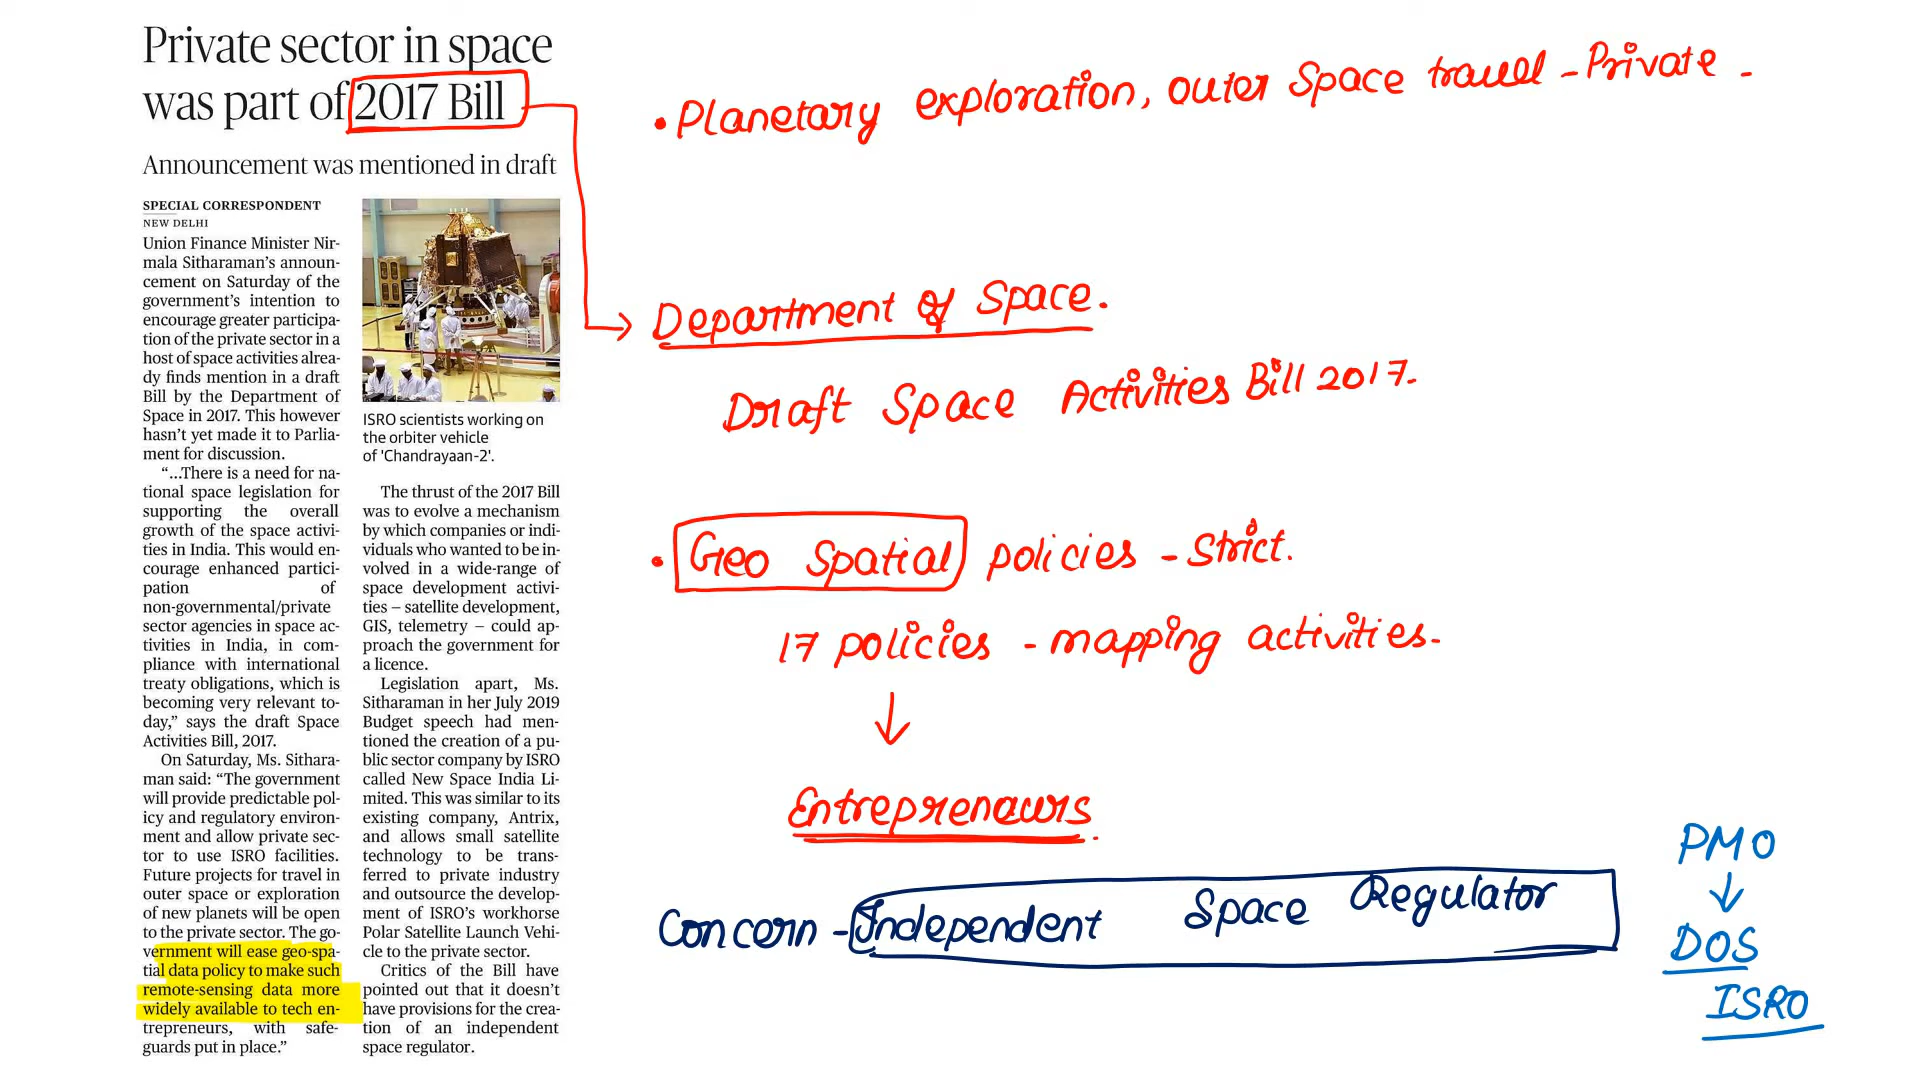 Private sector in space
was part of 2017 Bill
Announcement was mentioned in draft
SPECIAL CORRESPONDENT
NEW DELHI
Union Finance Minister Nir-
mala Sitharaman's announ-
cement on Saturday of the
government's intention to
encourage greater participa-
tion of the private sector in a
host of space activities alrea-
dy finds mention in a draft
Bill by the Department of
Space in 2017. This however
hasn't yet made it to Parlia-
ment for discussion.
"...There is a need for na-
tional space legislation for
supporting the overall
growth of the space activi-
ties in India. This would en-
courage enhanced partici-
pation of
non-governmental/private
sector agencies in space ac-
tivities in India, in com-
pliance with international
treaty obligations, which is
becoming very relevant to-
day," says the draft Space
Activities Bill, 2017.
On Saturday, Ms. Sithara-
man said: "The government
will provide predictable pol-
icy and regulatory environ-
ment and allow private sec-
tor to use ISRO facilities.
Future projects for travel in
outer space or exploration
of new planets will be open
to the private sector. The go-
vernment will ease geo-spa-
tial data policy to make such
remote-sensing data more
widely available to tech en-
trepreneurs, with safe-
guards put in place."
ISRO scientists working on
the orbiter vehicle
of 'Chandrayaan-2'.
The thrust of the 2017 Bill
was to evolve a mechanism
by which companies or indi-
viduals who wanted to be in-
volved in a wide-range of
space development activi-
ties – satellite development,
GIS, telemetry – could ap-
proach the government for
a licence.
Legislation apart, Ms.
Sitharaman in her July 2019
Budget speech had men-
tioned the creation of a pu-
blic sector company by ISRO
called New Space India Li-
mited. This was similar to its
existing company, Antrix,
and allows small satellite
technology to be trans-
ferred to private industry
and outsource the develop-
ment of ISRO's workhorse
Polar Satellite Launch Vehi-
cle to the private sector.
Critics of the Bill have
pointed out that it doesn't
have provisions for the crea-
tion of an independent
space regulator.
• Planetary exploration, outer Space travel - Private -
Department of Space.
Draft Space Activities Bill 2017.
• Geo Spatial policies - Strict.
17 policies - mapping activities.
↓
Entreprenaurs.
Concern - Independent Space Regulator
PMO
↓
DOS
ISRO